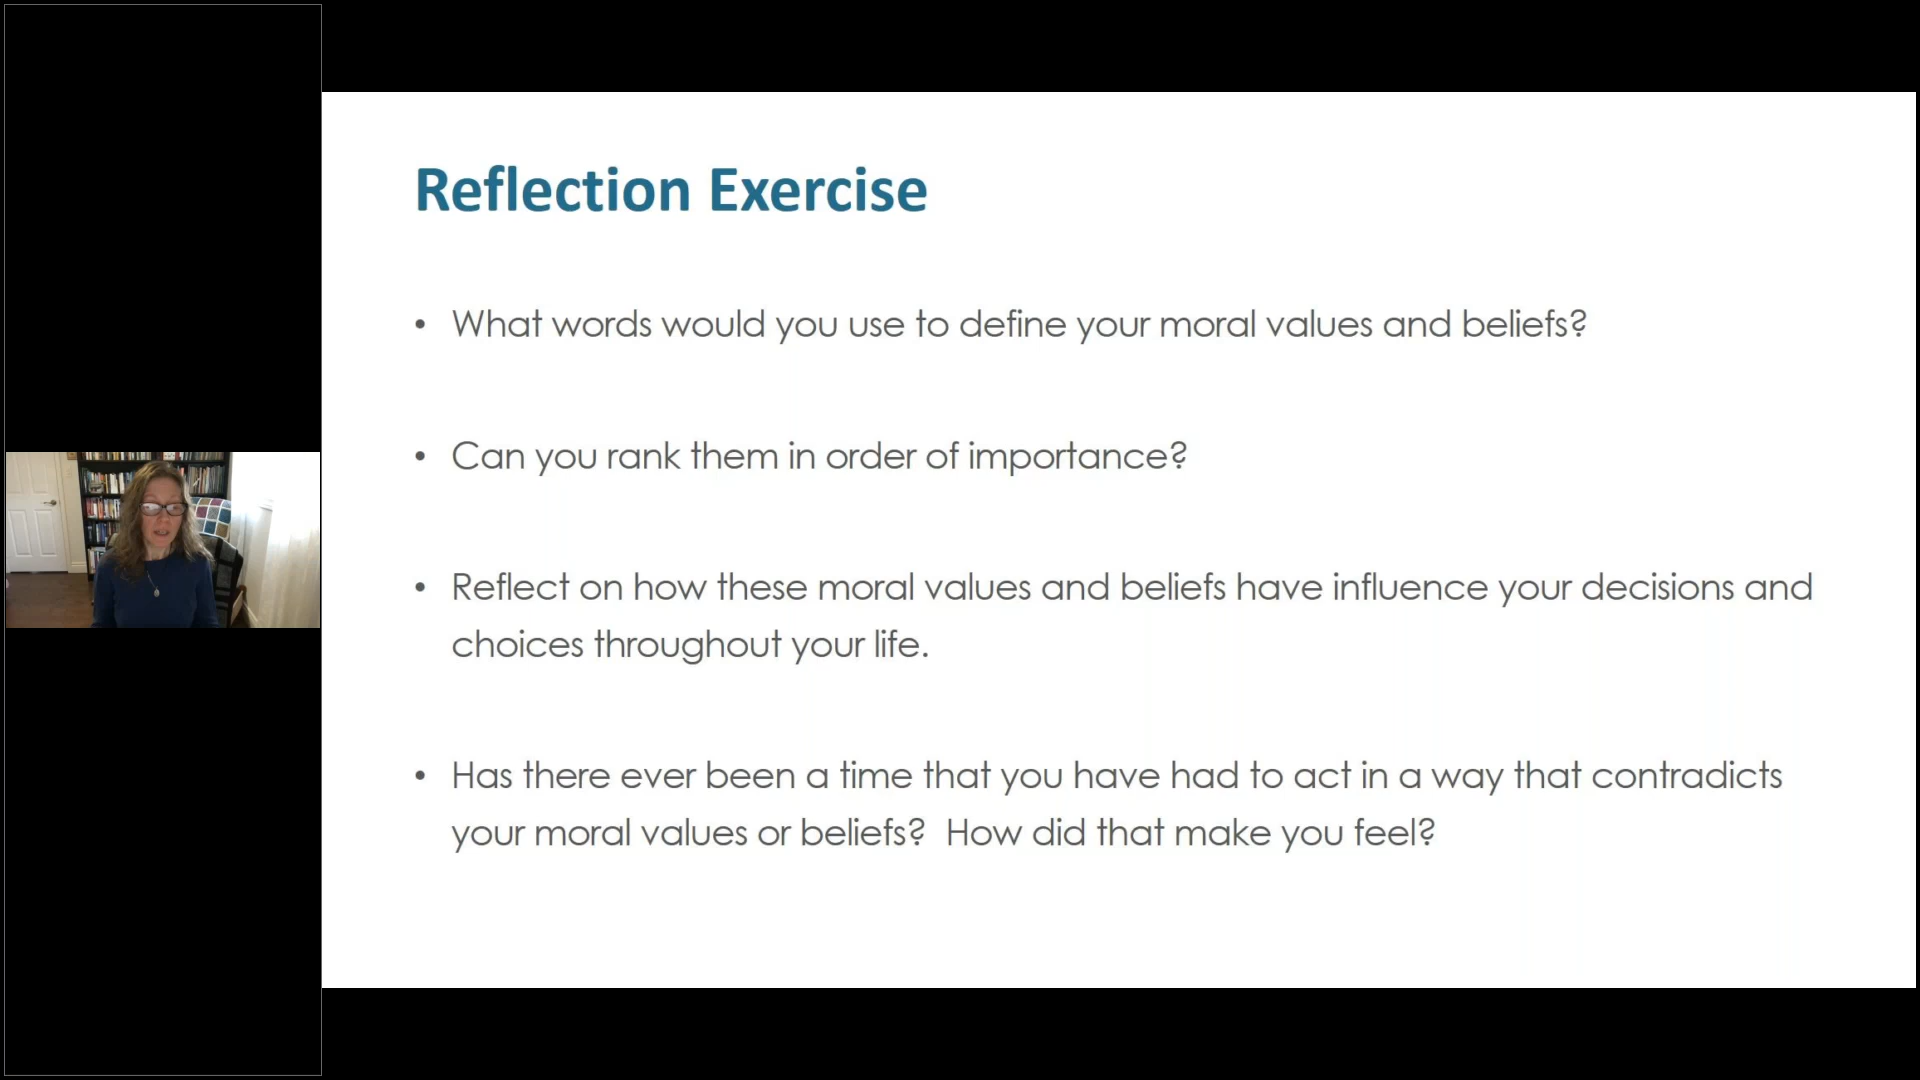 Reflection Exercise
• What words would you use to define your moral values and beliefs?
• Can you rank them in order of importance?
• Reflect on how these moral values and beliefs have influence your decisions and
choices throughout your life.
• Has there ever been a time that you have had to act in a way that contradicts
your moral values or beliefs?  How did that make you feel?